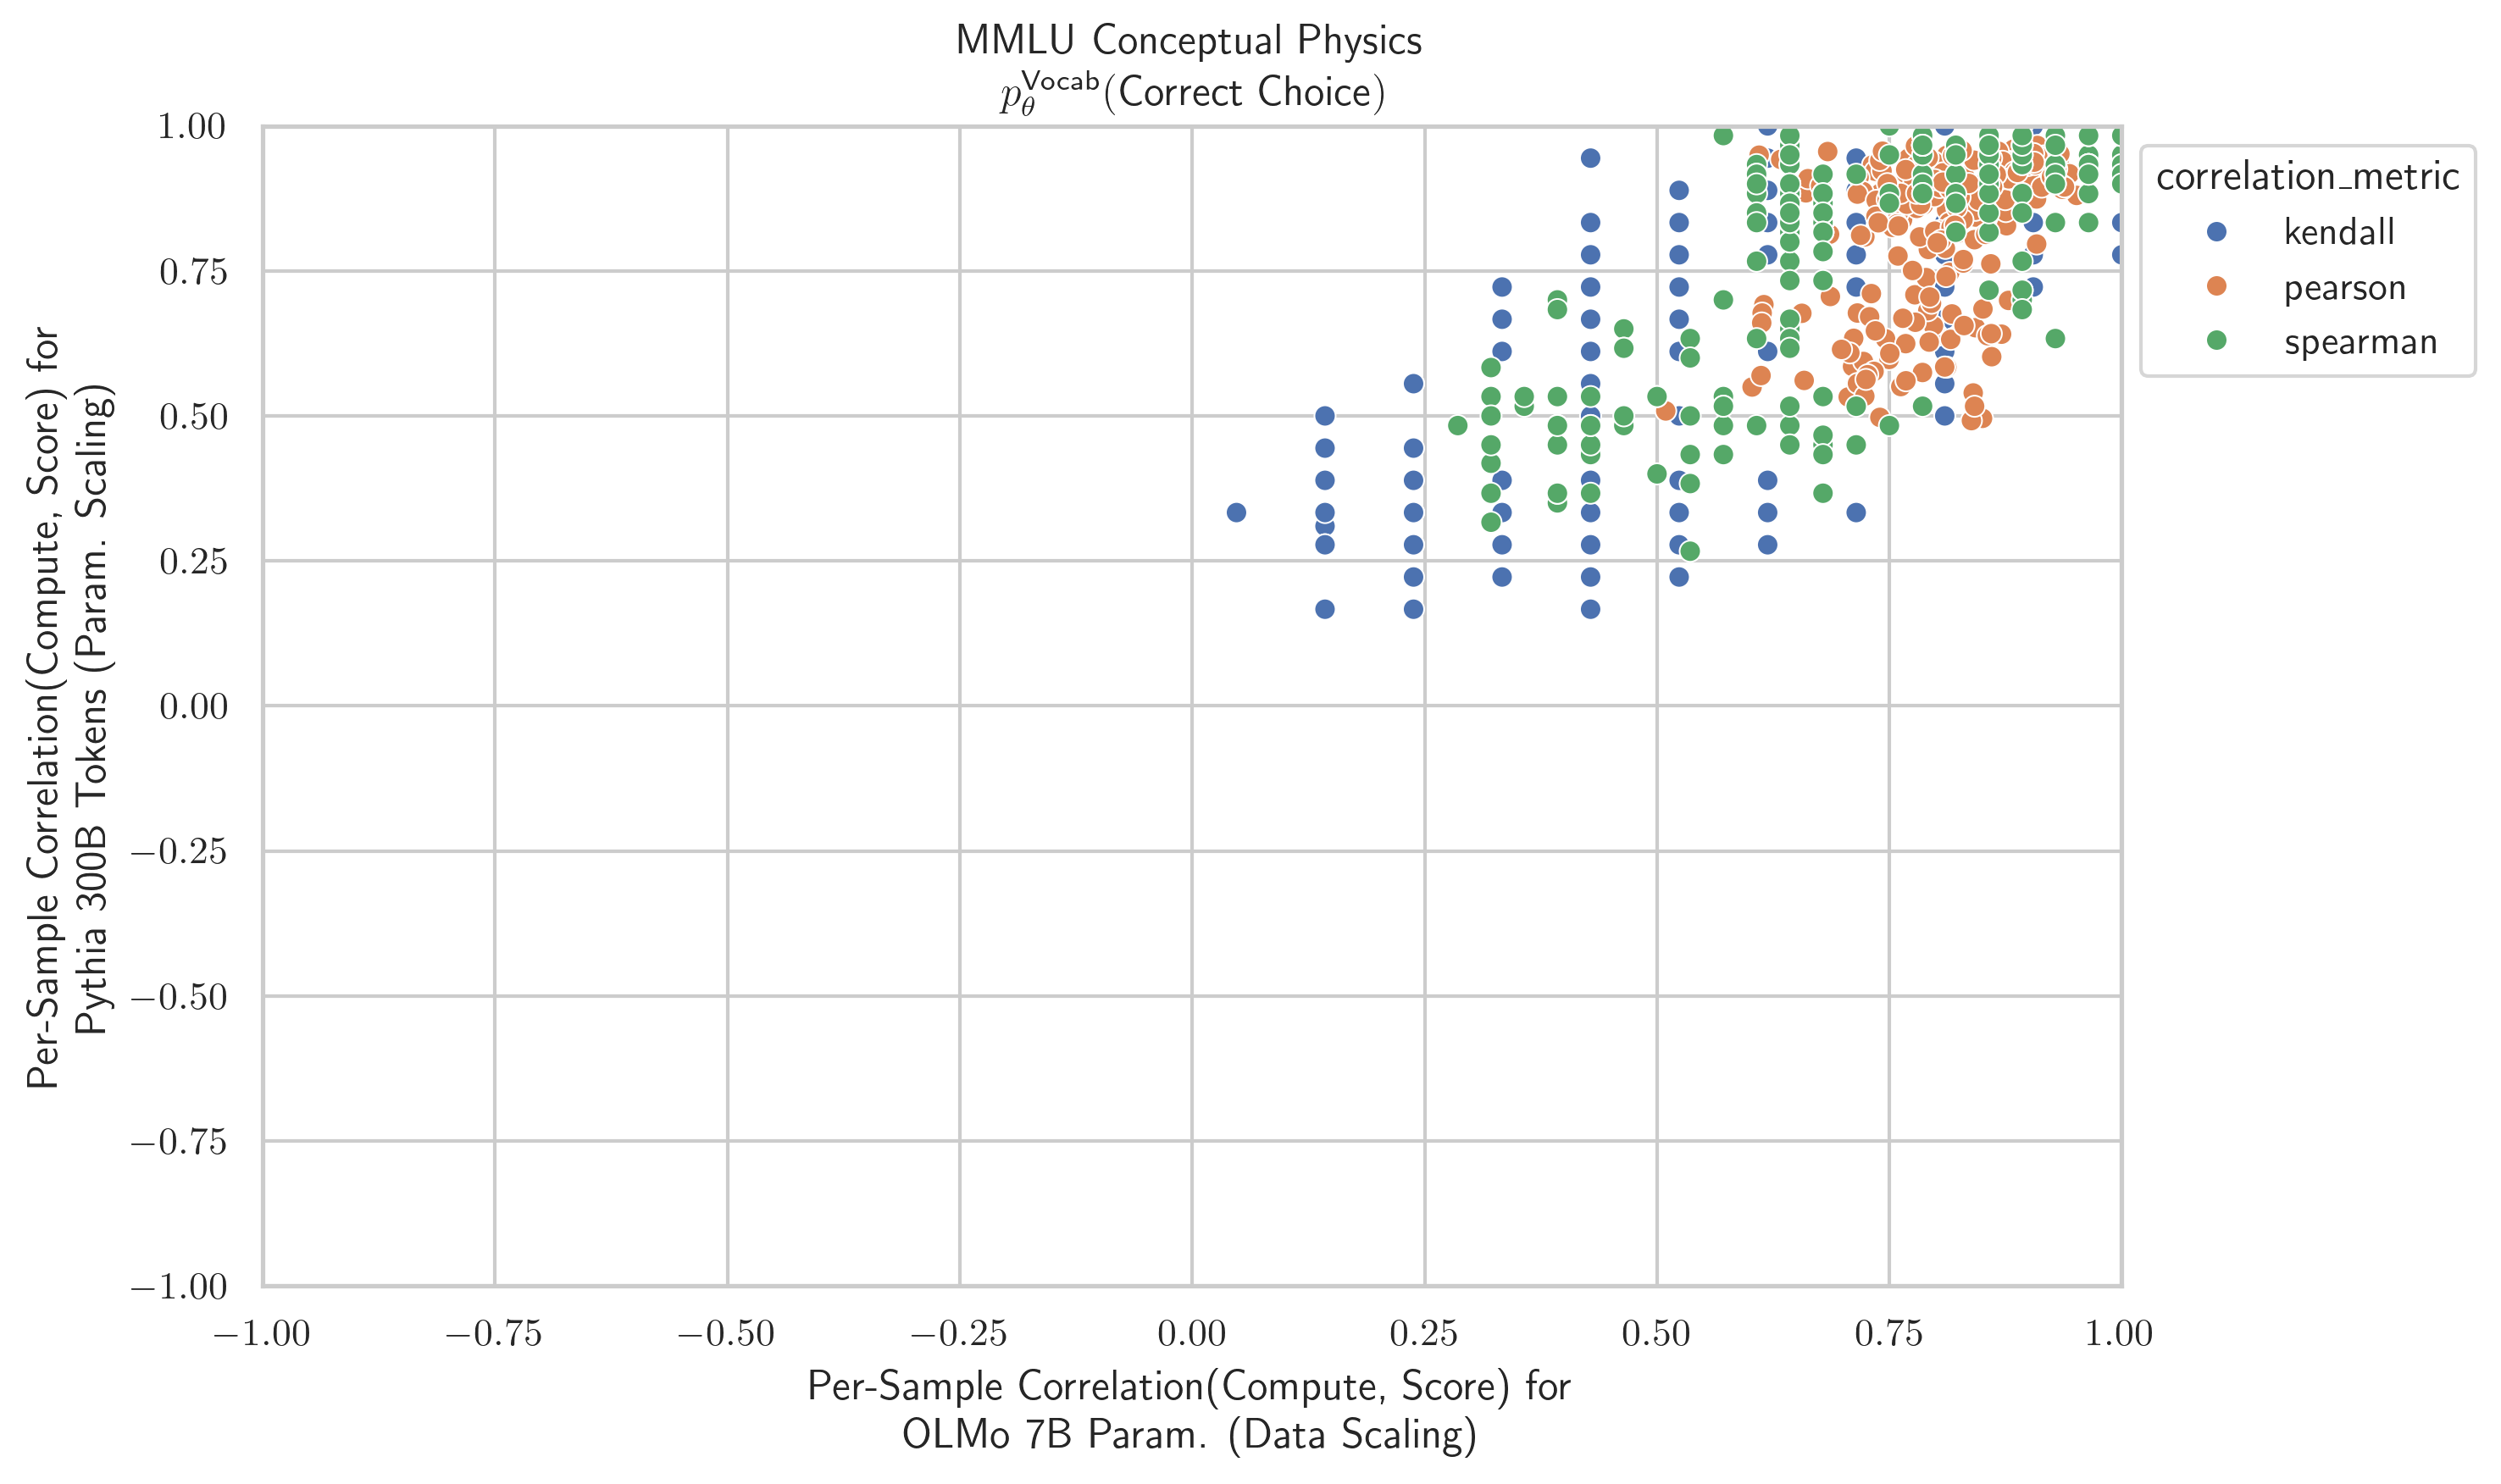 MMLU Conceptual Physics
p_θ^Vocab(Correct Choice)
1.00
0.75
0.50
0.25
0.00
−0.25
−0.50
−0.75
−1.00
Per-Sample Correlation(Compute, Score) for
Pythia 300B Tokens (Param. Scaling)
−1.00 −0.75 −0.50 −0.25 0.00 0.25 0.50 0.75 1.00
Per-Sample Correlation(Compute, Score) for
OLMo 7B Param. (Data Scaling)
correlation_metric
kendall
pearson
spearman